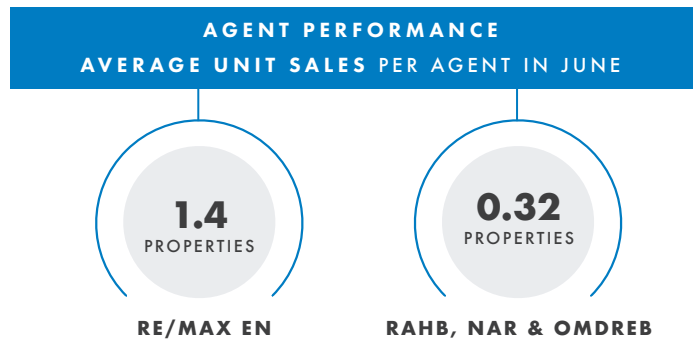 AGENT PERFORMANCE
AVERAGE UNIT SALES PER AGENT IN JUNE
1.4
PROPERTIES
RE/MAX EN
0.32
PROPERTIES
RAHB, NAR & OMDREB